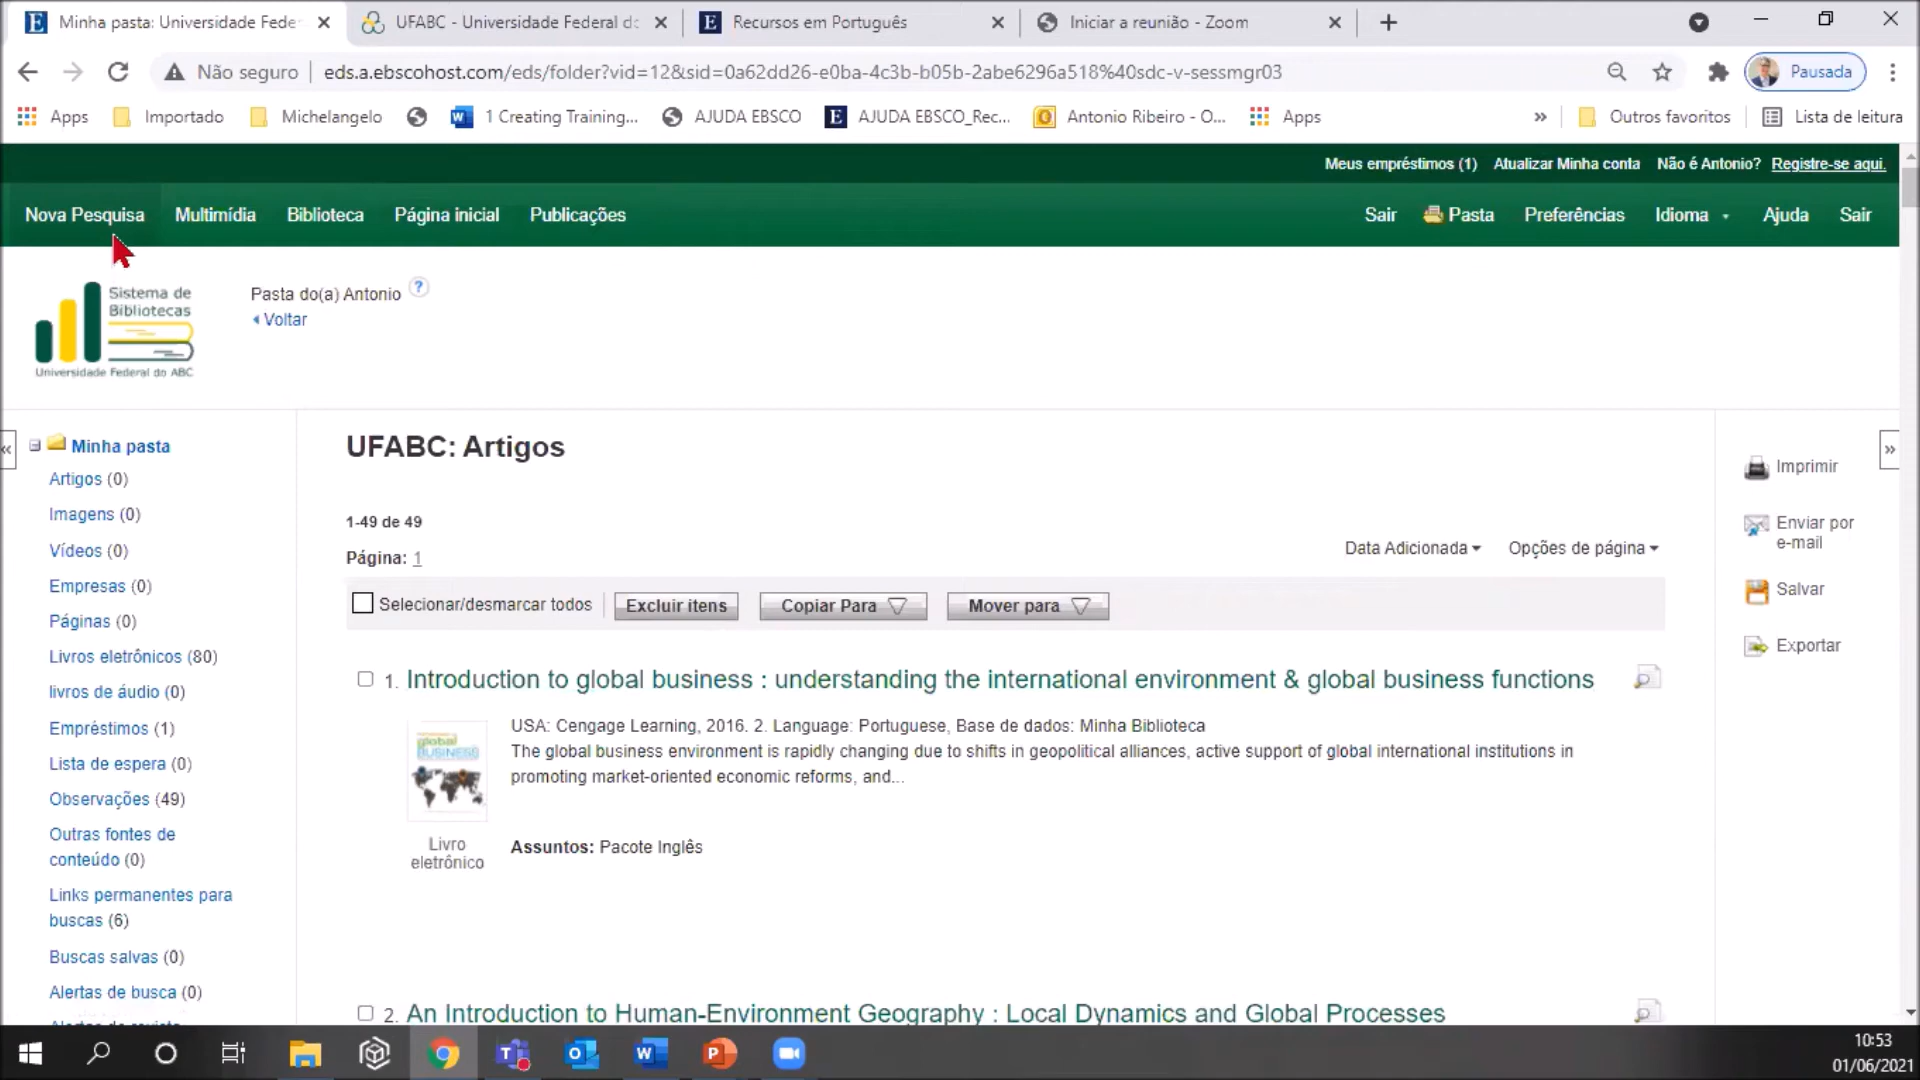 Minha pasta: Universidade Fede
UFABC - Universidade Federal do
Recursos em Português
Iniciar a reunião - Zoom
Não seguro
eds.a.ebscohost.com/eds/folder?vid=12&sid=0a62dd26-e0ba-4c3b-b05b-2abe6296a518%40sdc-v-sessmgr03
Pausada
Apps
Importado
Michelangelo
1 Creating Training...
AJUDA EBSCO
AJUDA EBSCO_Rec...
Antonio Ribeiro - O...
Apps
»
Outros favoritos
Lista de leitura
Meus empréstimos (1) Atualizar Minha conta Não é Antonio? Registre-se aqui.
Nova Pesquisa Multimídia Biblioteca Página inicial Publicações
Sair Pasta Preferências Idioma Ajuda Sair
Sistema de
Bibliotecas
Universidade Federal do ABC
Pasta do(a) Antonio ?
Voltar
Minha pasta
Artigos (0)
Imagens (0)
Vídeos (0)
Empresas (0)
Páginas (0)
Livros eletrônicos (80)
livros de áudio (0)
Empréstimos (1)
Lista de espera (0)
Observações (49)
Outras fontes de
conteúdo (0)
Links permanentes para
buscas (6)
Buscas salvas (0)
Alertas de busca (0)
UFABC: Artigos
1-49 de 49
Página: 1
Data Adicionada
Opções de página
Selecionar/desmarcar todos
Excluir itens
Copiar Para
Mover para
1. Introduction to global business : understanding the international environment & global business functions
USA: Cengage Learning, 2016. 2. Language: Portuguese, Base de dados: Minha Biblioteca
The global business environment is rapidly changing due to shifts in geopolitical alliances, active support of global international institutions in
promoting market-oriented economic reforms, and...
global
BUSINESS
Livro
eletrônico
Assuntos: Pacote Inglês
2. An Introduction to Human-Environment Geography : Local Dynamics and Global Processes
Imprimir
Enviar por
e-mail
Salvar
Exportar
10:53
01/06/2021